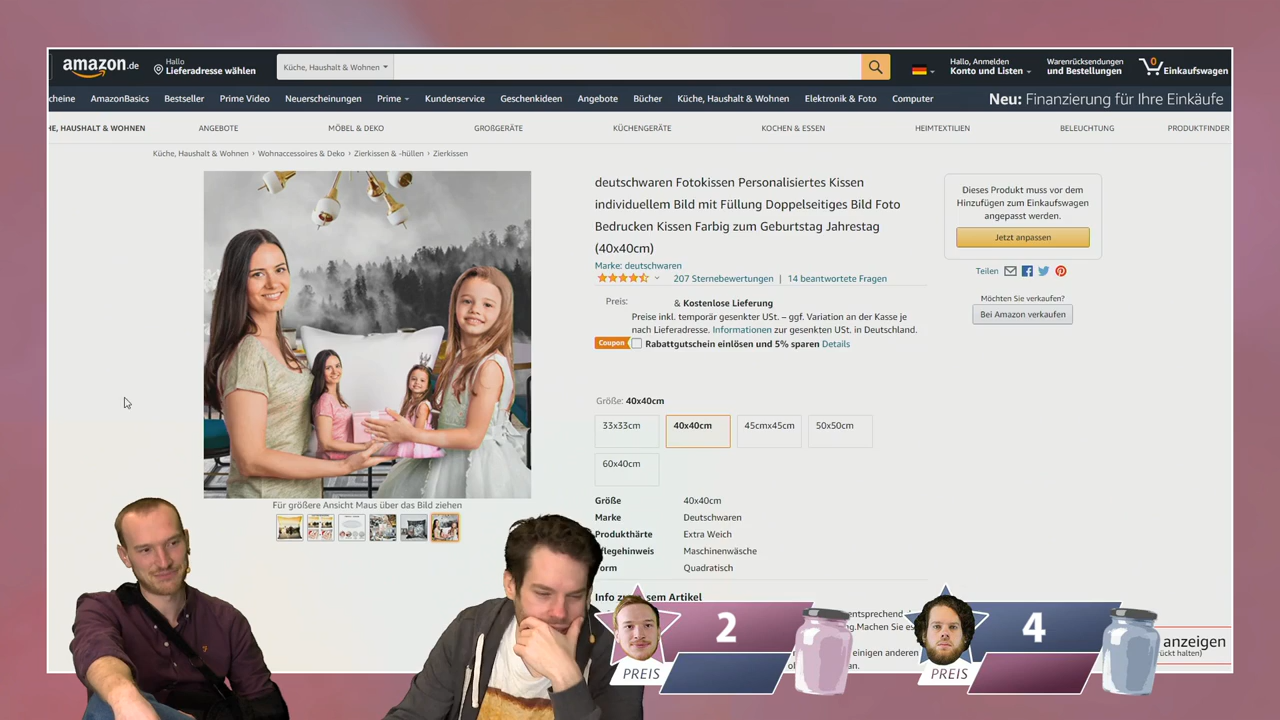 amazon.de
Hallo
Lieferadresse wählen
Küche, Haushalt & Wohnen
Hallo, Anmelden
Konto und Listen
Warenrücksendungen
und Bestellungen
0
Einkaufswagen
cheine AmazonBasics Bestseller Prime Video Neuerscheinungen Prime Kundenservice Geschenkideen Angebote Bücher Küche, Haushalt & Wohnen Elektronik & Foto Computer Neu: Finanzierung für Ihre Einkäufe
HE, HAUSHALT & WOHNEN ANGEBOTE MÖBEL & DEKO GROßGERÄTE KÜCHENGERÄTE KOCHEN & ESSEN HEIMTEXTILIEN BELEUCHTUNG PRODUKTFINDER
Küche, Haushalt & Wohnen › Wohnaccessoires & Deko › Zierkissen & -hüllen › Zierkissen
deutschwaren Fotokissen Personalisiertes Kissen
individuellem Bild mit Füllung Doppelseitiges Bild Foto
Bedrucken Kissen Farbig zum Geburtstag Jahrestag
(40x40cm)
Marke: deutschwaren
207 Sternebewertungen | 14 beantwortete Fragen
Preis: & Kostenlose Lieferung
Preise inkl. temporär gesenkter USt. – ggf. Variation an der Kasse je
nach Lieferadresse. Informationen zur gesenkten USt. in Deutschland.
Coupon Rabattgutschein einlösen und 5% sparen Details
Größe: 40x40cm
33x33cm 40x40cm 45cmx45cm 50x50cm
60x40cm
Größe 40x40cm
Marke Deutschwaren
Produkthärte Extra Weich
flegehinweis Maschinenwäsche
orm Quadratisch
Info zu sem Artikel
entsprechend
g.Machen Sie es
einigen anderen
an.
Dieses Produkt muss vor dem
Hinzufügen zum Einkaufswagen
angepasst werden.
Jetzt anpassen
Teilen
Möchten Sie verkaufen?
Bei Amazon verkaufen
Für größere Ansicht Maus über das Bild ziehen
2
PREIS
4
PREIS
anzeigen
rückt halten)